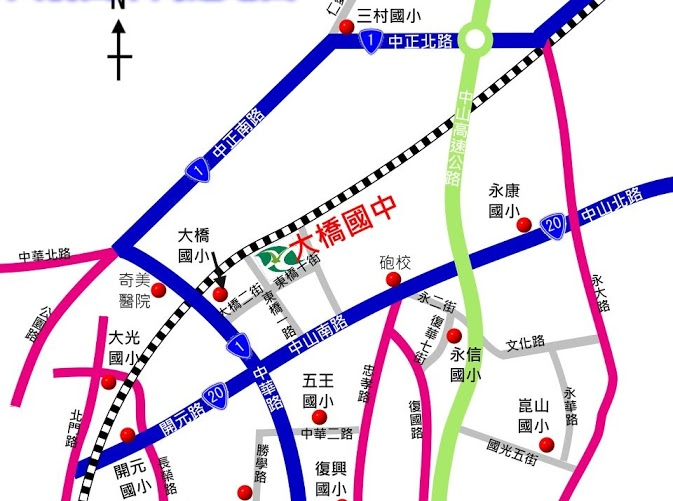 N
三村國小
1
中正北路
中正南路
1
中山高速公路
永康
國小
20
中山北路
大橋國中
大橋
國小
中華北路
公園路
奇美
醫院
東橋十街
大橋二街
東橋一路
砲校
永二街
復華七街
永大路
1
中山南路
大光
國小
永信
國小
文化路
中華路
五王
國小
忠孝路
復國路
永華路
20
開元路
北門路
崑山
國小
中華二路
國光五街
勝學路
開元
國小
長榮路
復興
國小